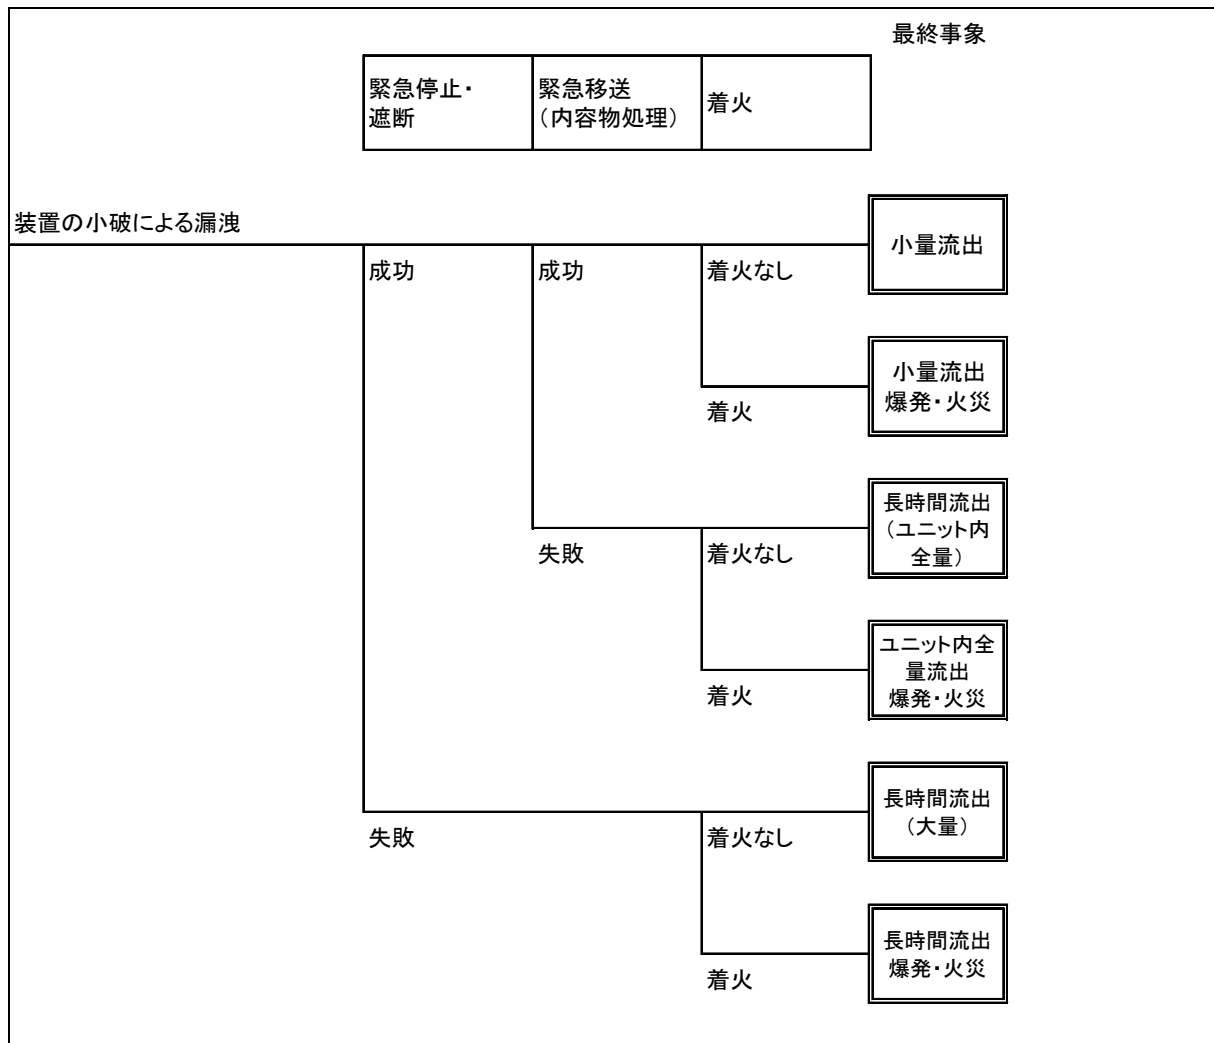 最終事象
緊急停止・
遮断
緊急移送
（内容物処理）
着火
装置の小破による漏洩
成功
成功
着火なし
小量流出
着火
小量流出
爆発・火災
失敗
着火なし
長時間流出
（ユニット内
全量）
着火
ユニット内全
量流出
爆発・火災
失敗
着火なし
長時間流出
（大量）
着火
長時間流出
爆発・火災